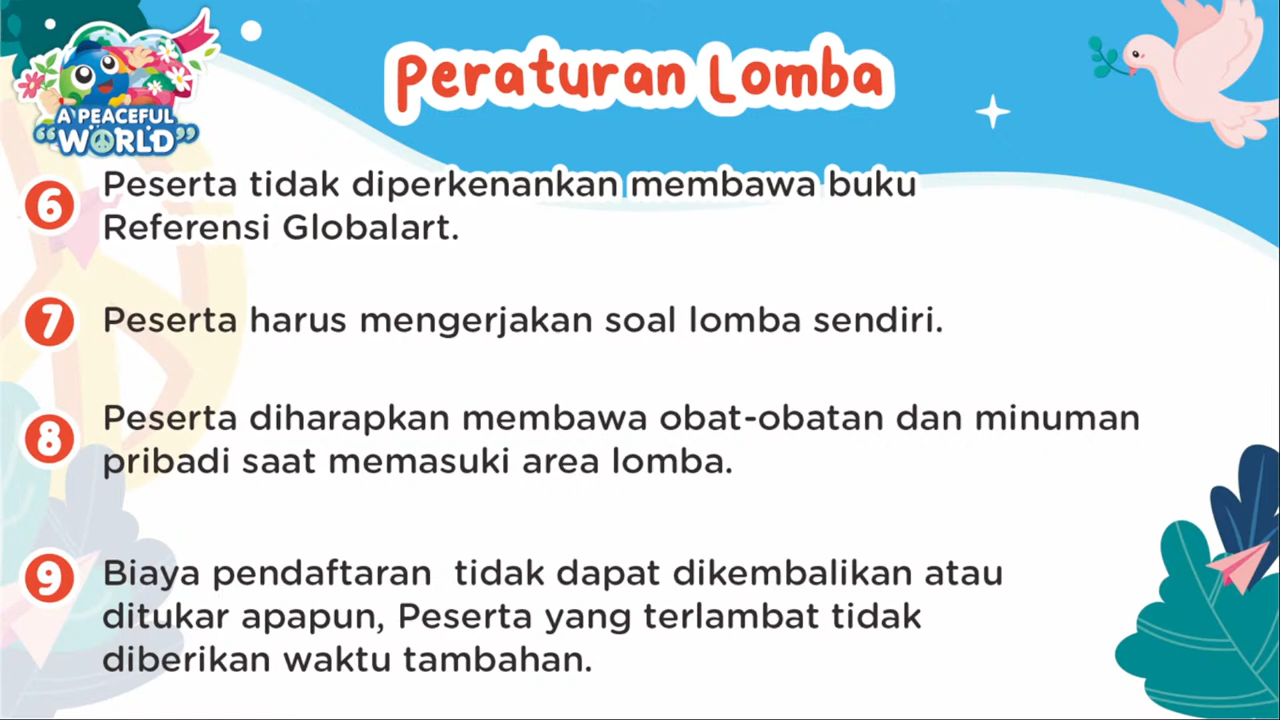 Peraturan Lomba
A PEACEFUL
"WORLD"
6 Peserta tidak diperkenankan membawa buku
Referensi Globalart.
7 Peserta harus mengerjakan soal lomba sendiri.
8 Peserta diharapkan membawa obat-obatan dan minuman
pribadi saat memasuki area lomba.
9 Biaya pendaftaran  tidak dapat dikembalikan atau
ditukar apapun, Peserta yang terlambat tidak
diberikan waktu tambahan.